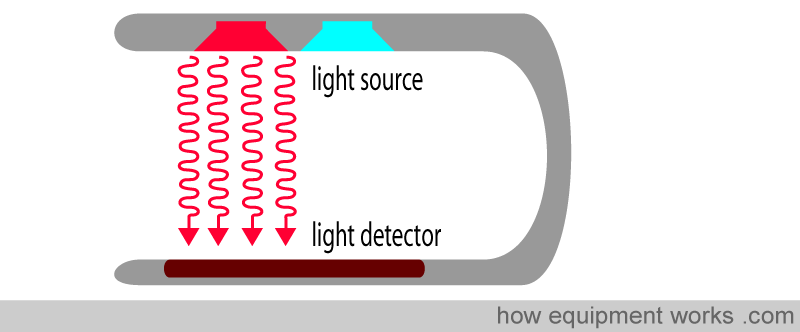 light source
light detector
how equipment works .com